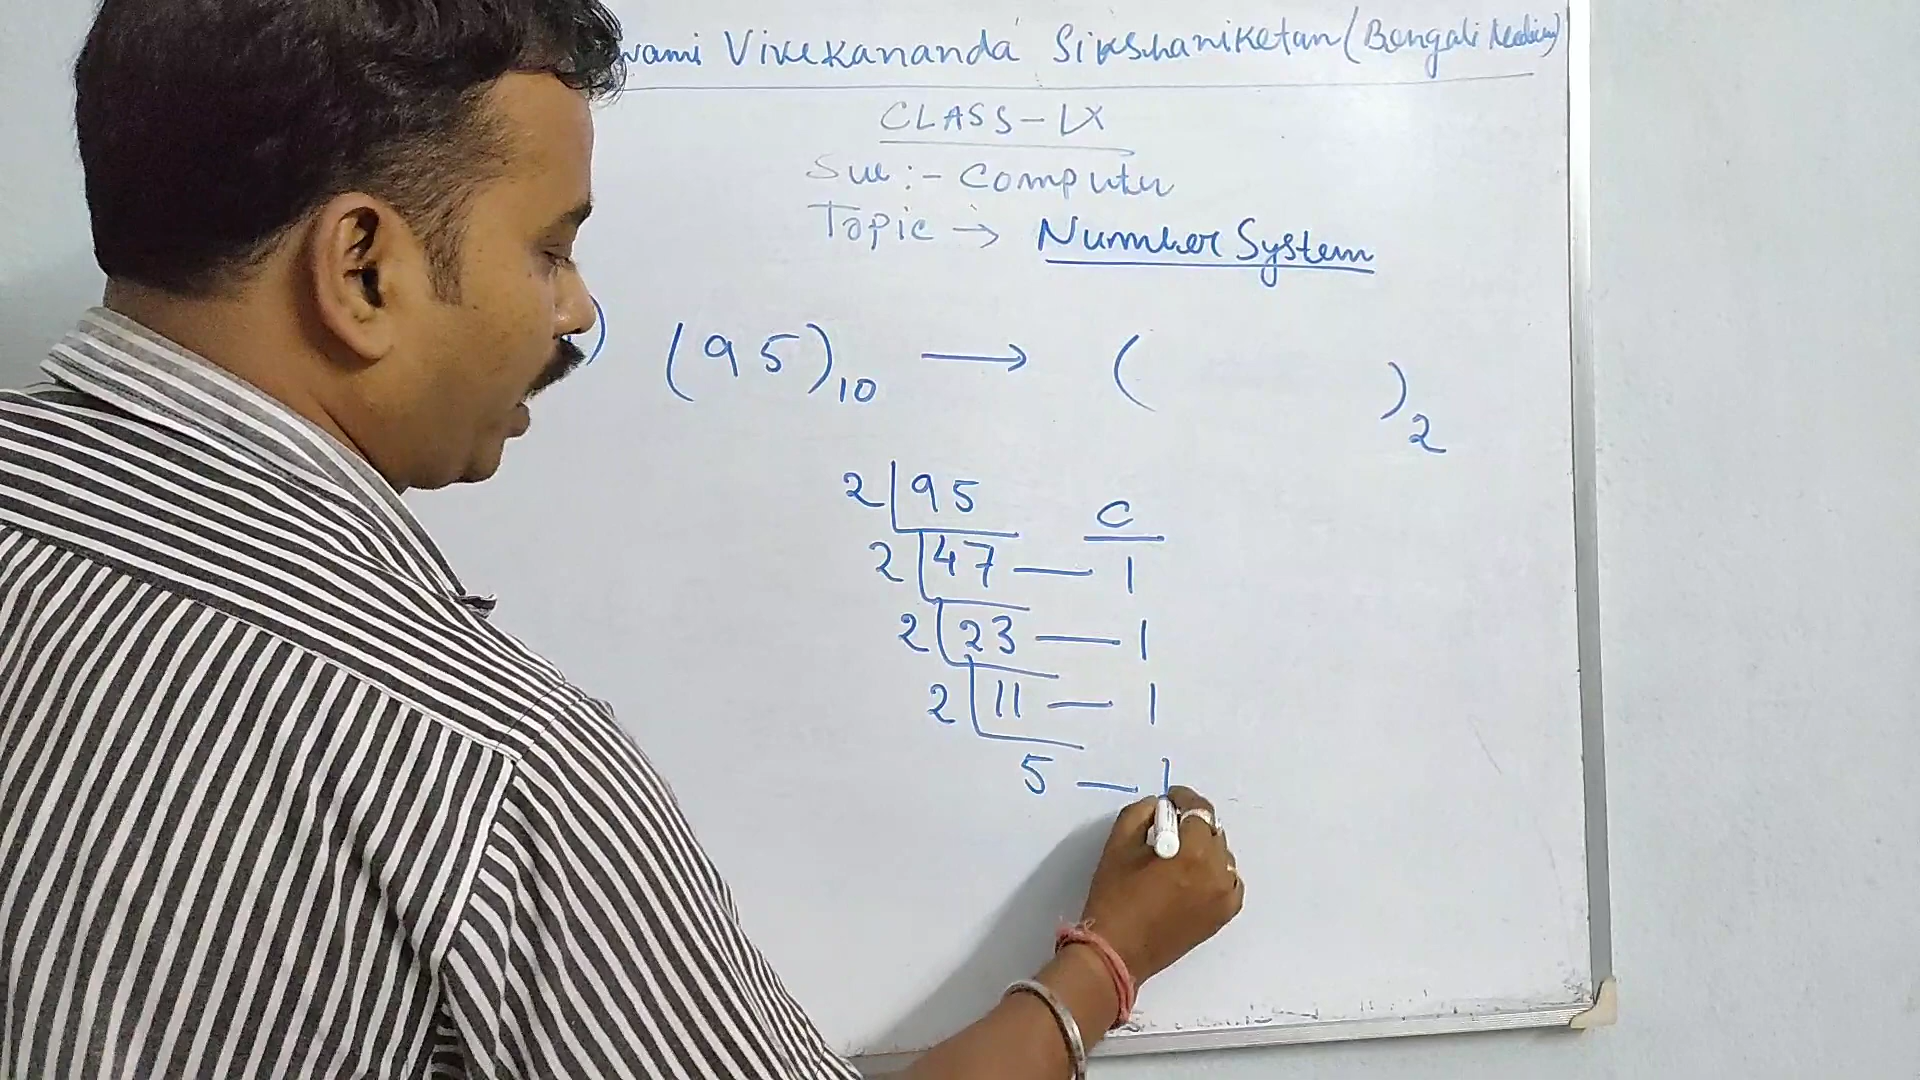 wami Vivekananda Sikshaniketan (Bengali Medium)
CLASS - IX
Sub :- Computer
Topic → Number System
) (95)10 → ( )2
2 | 95 C
2 | 47 — 1
2 | 23 — 1
2 | 11 — 1
5 — 1